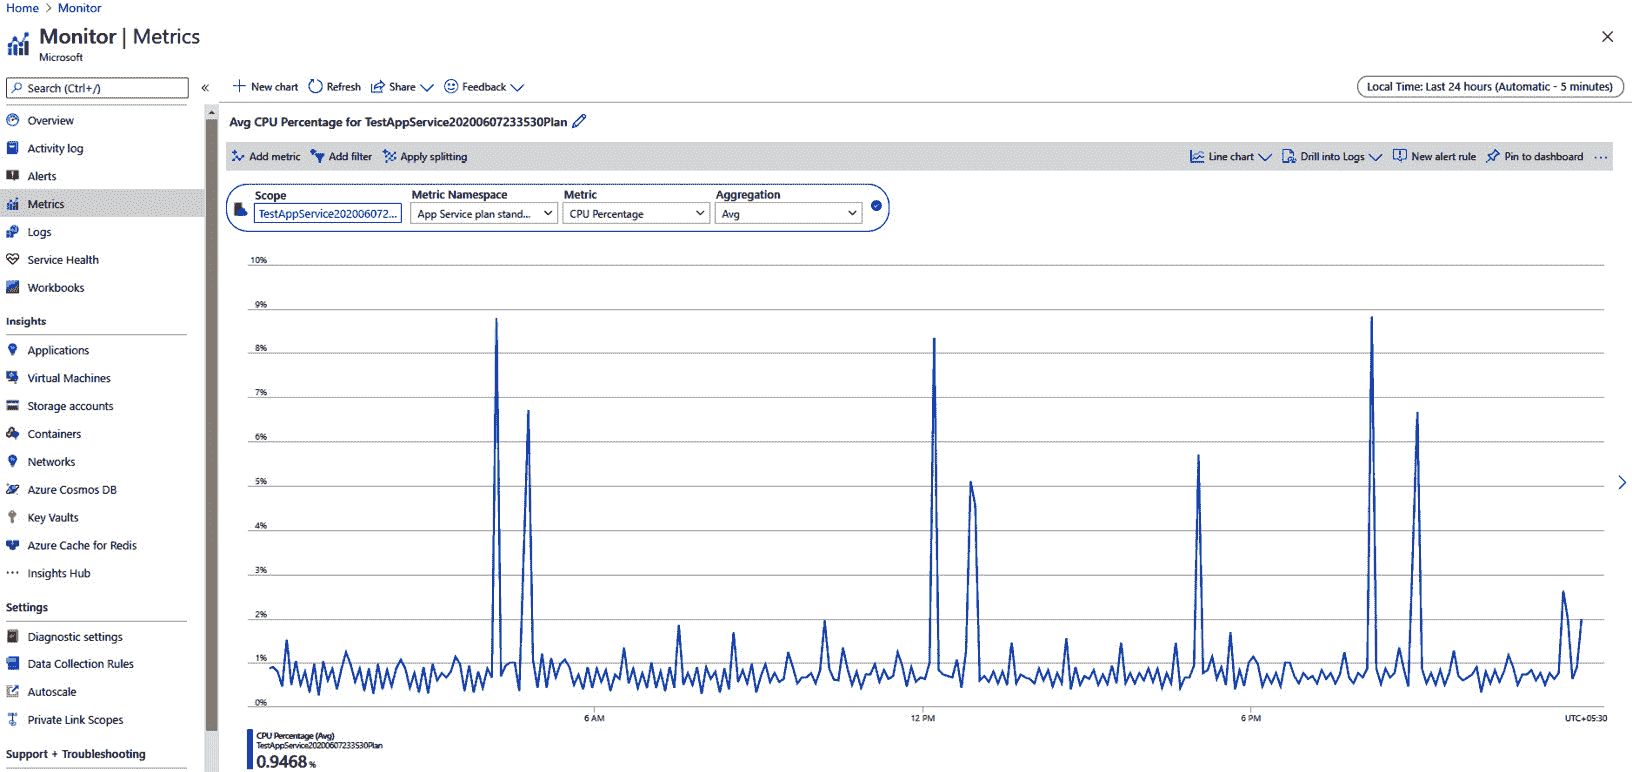 Home > Monitor
Monitor | Metrics
Microsoft
Search (Ctrl+/)
«
Overview
Activity log
Alerts
Metrics
Logs
Service Health
Workbooks
Insights
Applications
Virtual Machines
Storage accounts
Containers
Networks
Azure Cosmos DB
Key Vaults
Azure Cache for Redis
Insights Hub
Settings
Diagnostic settings
Data Collection Rules
Autoscale
Private Link Scopes
Support + Troubleshooting
New chart Refresh Share Feedback
Local Time: Last 24 hours (Automatic - 5 minutes)
Avg CPU Percentage for TestAppService20200607233530Plan
Add metric Add filter Apply splitting Line chart Drill into Logs New alert rule Pin to dashboard ...
Scope Metric Namespace Metric Aggregation
TestAppService202006072... App Service plan stand... CPU Percentage Avg
10%
9%
8%
7%
6%
5%
4%
3%
2%
1%
0%
6 AM 12 PM 6 PM UTC+05:30
CPU Percentage (Avg)
TestAppService20200607233530Plan
0.9468 %